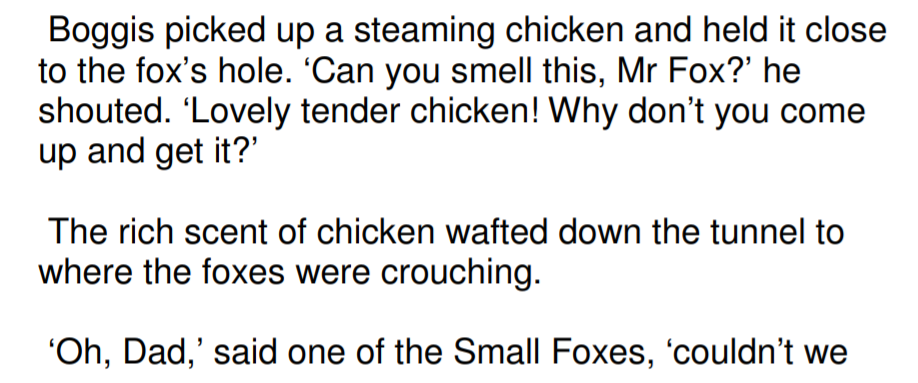 Boggis picked up a steaming chicken and held it close
to the fox’s hole. ‘Can you smell this, Mr Fox?’ he
shouted. ‘Lovely tender chicken! Why don’t you come
up and get it?’
The rich scent of chicken wafted down the tunnel to
where the foxes were crouching.
‘Oh, Dad,’ said one of the Small Foxes, ‘couldn’t we